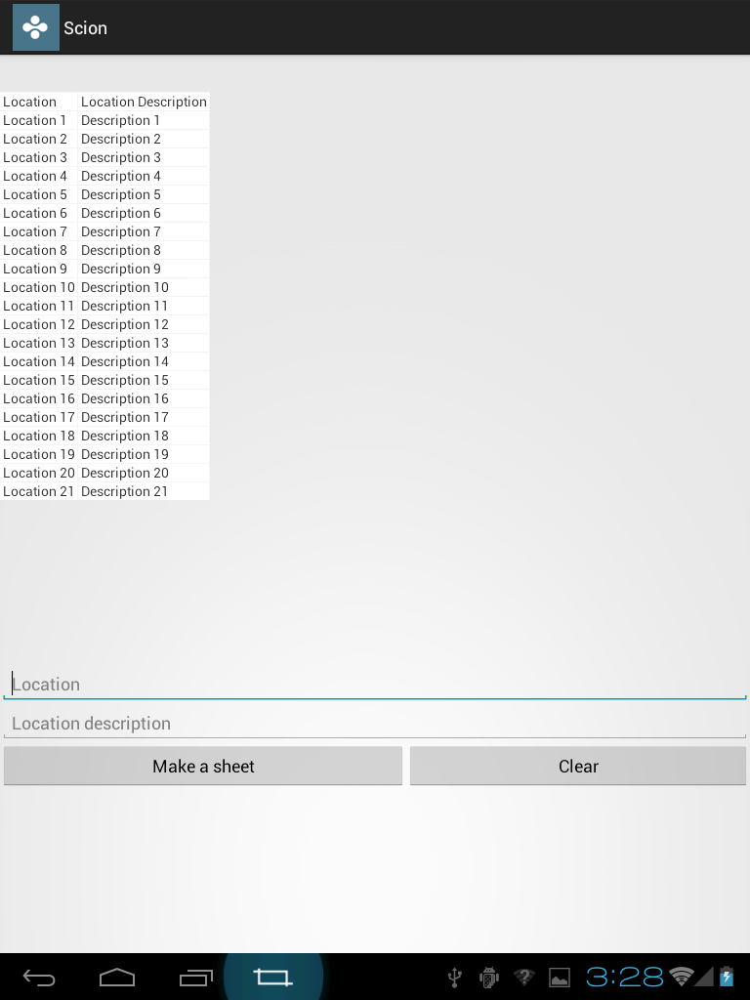 Scion
Location Location Description
Location 1 Description 1
Location 2 Description 2
Location 3 Description 3
Location 4 Description 4
Location 5 Description 5
Location 6 Description 6
Location 7 Description 7
Location 8 Description 8
Location 9 Description 9
Location 10 Description 10
Location 11 Description 11
Location 12 Description 12
Location 13 Description 13
Location 14 Description 14
Location 15 Description 15
Location 16 Description 16
Location 17 Description 17
Location 18 Description 18
Location 19 Description 19
Location 20 Description 20
Location 21 Description 21
Location
Location description
Make a sheet Clear
3:28